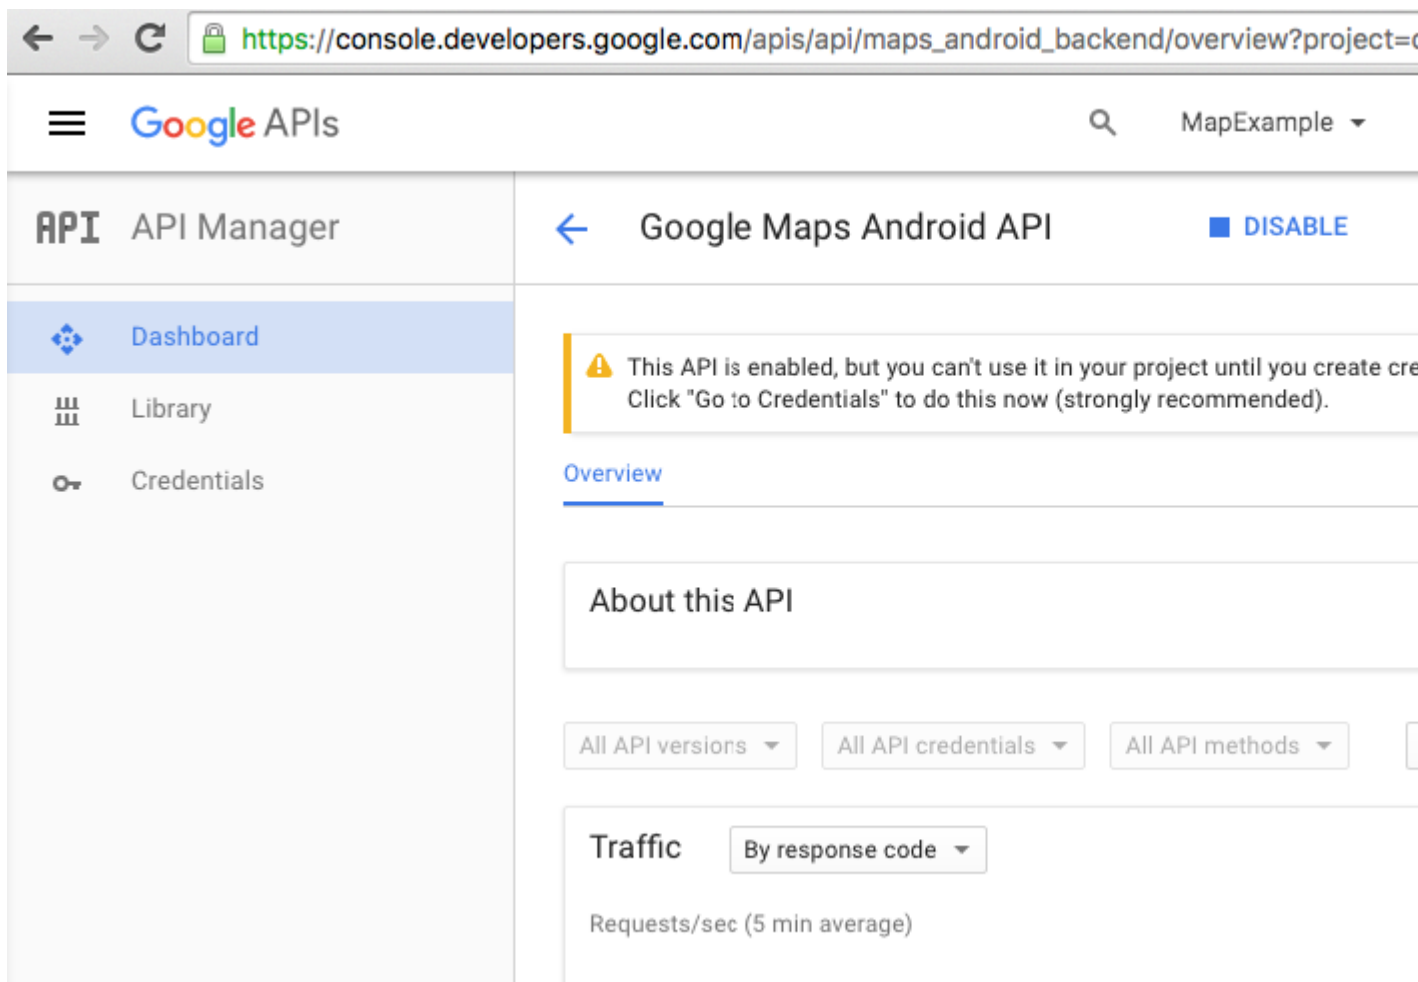 https://console.developers.google.com/apis/api/maps_android_backend/overview?project=
Google APIs
MapExample
API API Manager
Google Maps Android API
DISABLE
Dashboard
Library
Credentials
This API is enabled, but you can't use it in your project until you create
Click "Go to Credentials" to do this now (strongly recommended).
Overview
About this API
All API versions
All API credentials
All API methods
Traffic
By response code
Requests/sec (5 min average)